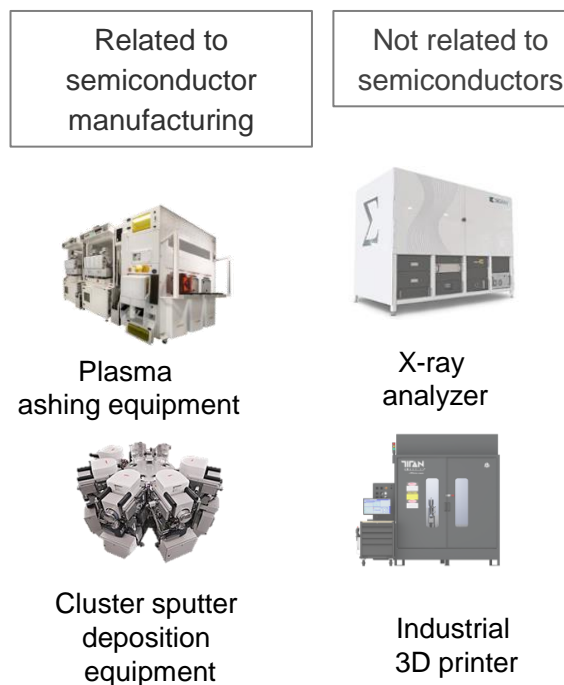 Related to
semiconductor
manufacturing
Not related to
semiconductors
Plasma
ashing equipment
X-ray
analyzer
Σ
TITAN
Cluster sputter
deposition
equipment
Industrial
3D printer